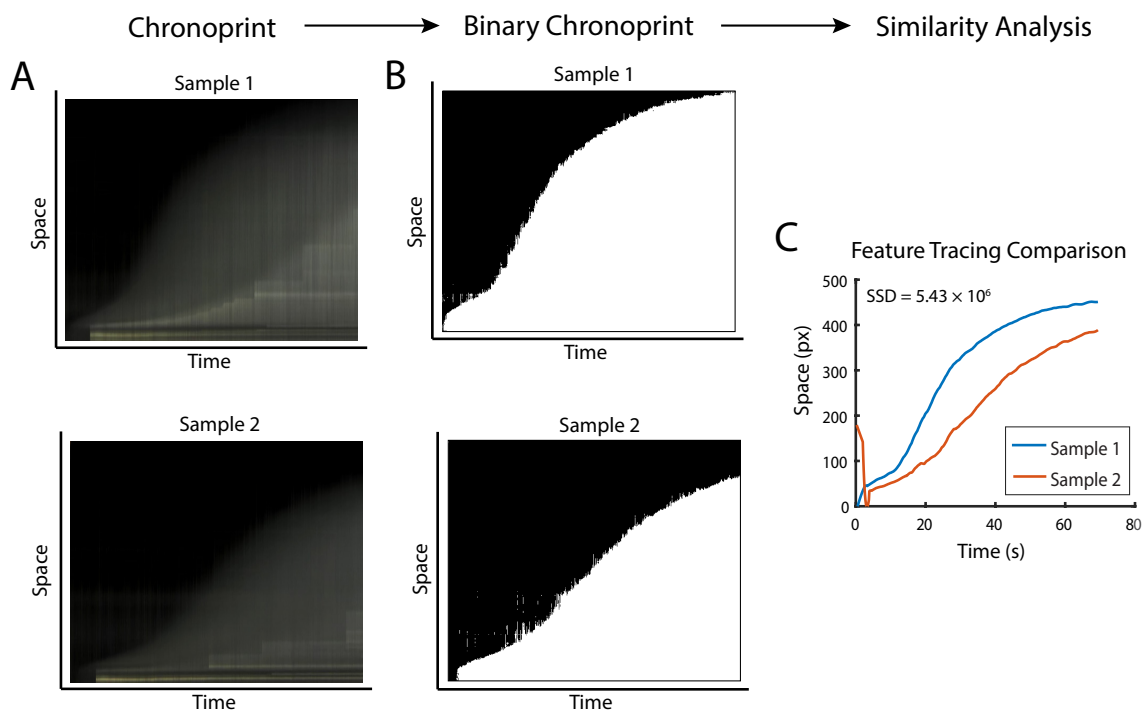 Chronoprint
Binary Chronoprint
Similarity Analysis
A
Sample 1
Space
Time
Sample 2
Space
Time
B
Sample 1
Space
Time
Sample 2
Space
Time
C
Feature Tracing Comparison
SSD = 5.43 × 10⁶
500
400
300
200
100
0
Space (px)
0 20 40 60 80
Time (s)
Sample 1
Sample 2